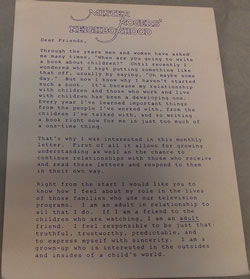 MISTER
ROGERS'
NEIGHBORHOOD
Dear Friends,
Through the years men and women have asked
me many times, "When are you going to write
a book about children?" Until recently I
wondered why I kept putting something like
that off, usually by saying, "Oh maybe some
day." But now I know why I haven't started
such a book. It's because my relationship
with children and those who work and live
with children has been a developing one.
Every year I've learned important things
from the people I've worked with, from the
children I've talked with, and so writing
a book right now for me is just too much of
a one-time thing.
That's why I was interested in this monthly
letter. First of all it allows for growing
understanding as well as the chance to
continue relationships with those who receive
and read these letters and respond to them
in their own way.
Right from the start I would like you to
know how I feel about my role in the lives
of those families who use our television
programs. I am an adult in relationship to
all that I do. If I am a friend to the
children who are watching, I am an adult
friend. I feel responsible to be just that:
truthful, trustworthy, predictable, and
to express myself with sincerity. I am a
grown-up who is interested in the outsides
and insides of a child's world.